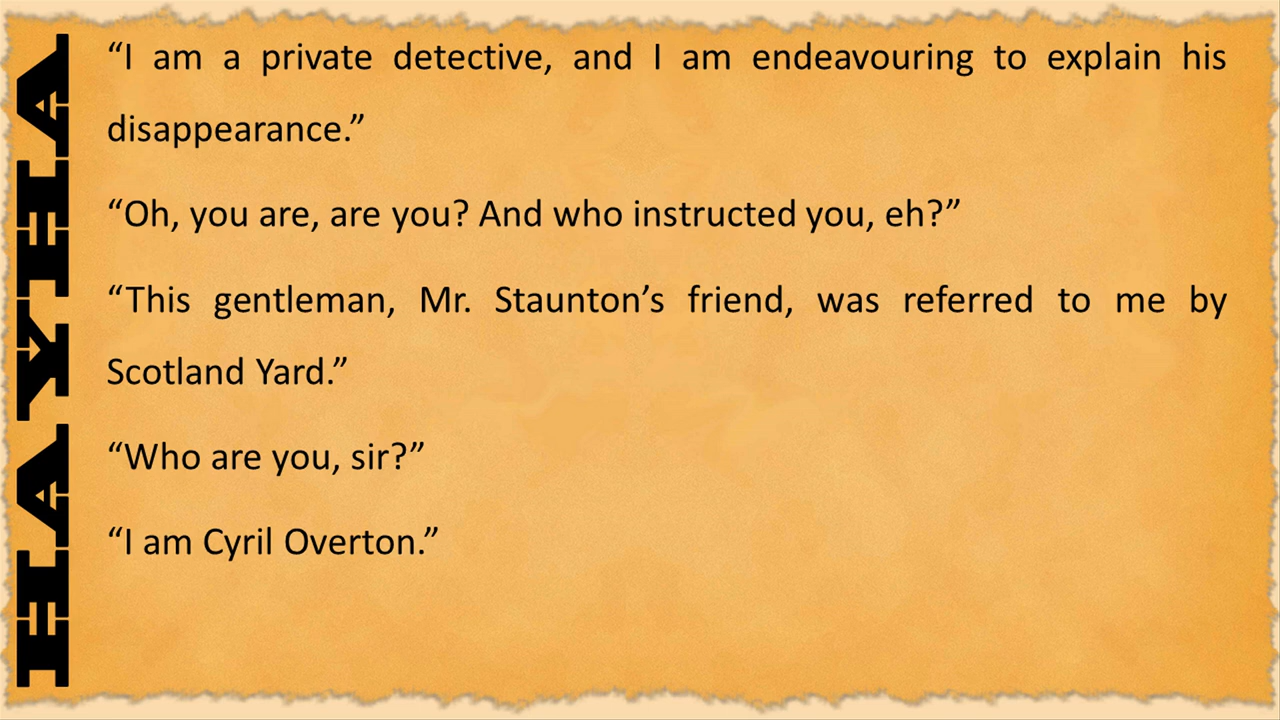 HAYHA
“I am a private detective, and I am endeavouring to explain his
disappearance.”
“Oh, you are, are you? And who instructed you, eh?”
“This gentleman, Mr. Staunton’s friend, was referred to me by
Scotland Yard.”
“Who are you, sir?”
“I am Cyril Overton.”